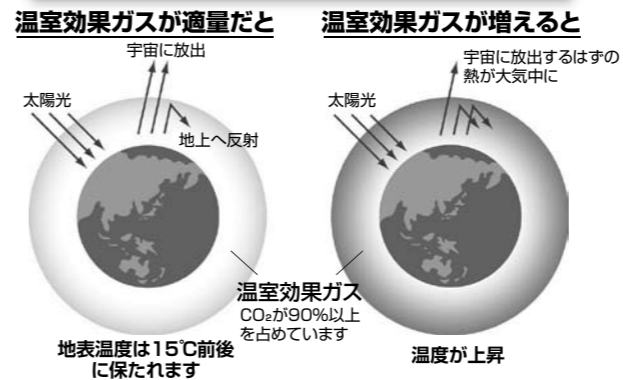 温室効果ガスが適量だと
宇宙に放出
太陽光
地上へ反射
地表温度は15℃前後
に保たれます
温室効果ガスが増えると
宇宙に放出するはずの
熱が大気中に
太陽光
温度が上昇
温室効果ガス
CO₂が90%以上
を占めています